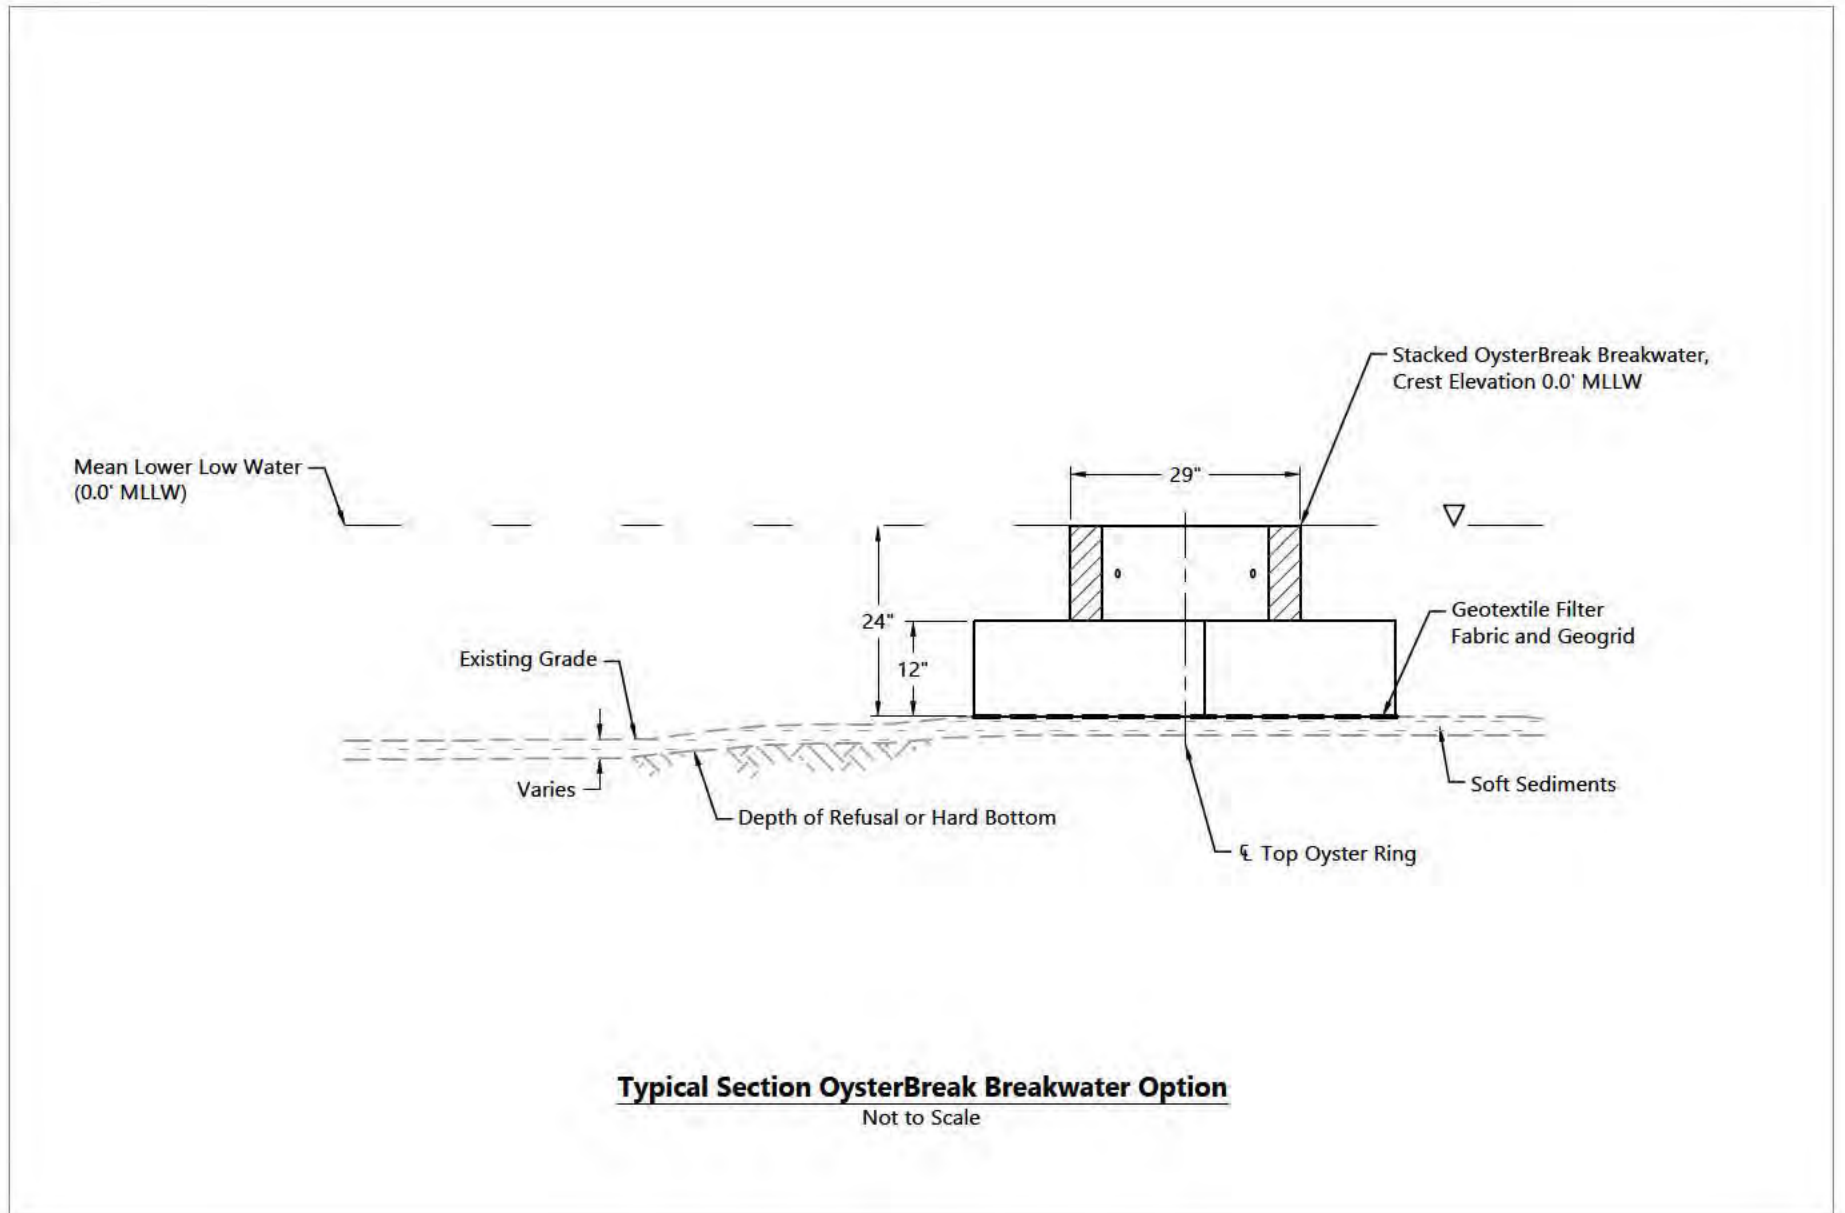 Stacked OysterBreak Breakwater,
Crest Elevation 0.0' MLLW
Mean Lower Low Water
(0.0' MLLW)
29"
24"
12"
Geotextile Filter
Fabric and Geogrid
Existing Grade
Varies
Soft Sediments
Depth of Refusal or Hard Bottom
℄ Top Oyster Ring
Typical Section OysterBreak Breakwater Option
Not to Scale